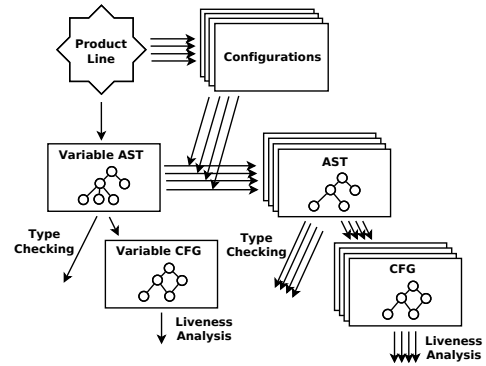 Product
Line
Configurations
Variable AST
AST
Type
Checking
Variable CFG
Type
Checking
CFG
Liveness
Analysis
Liveness
Analysis